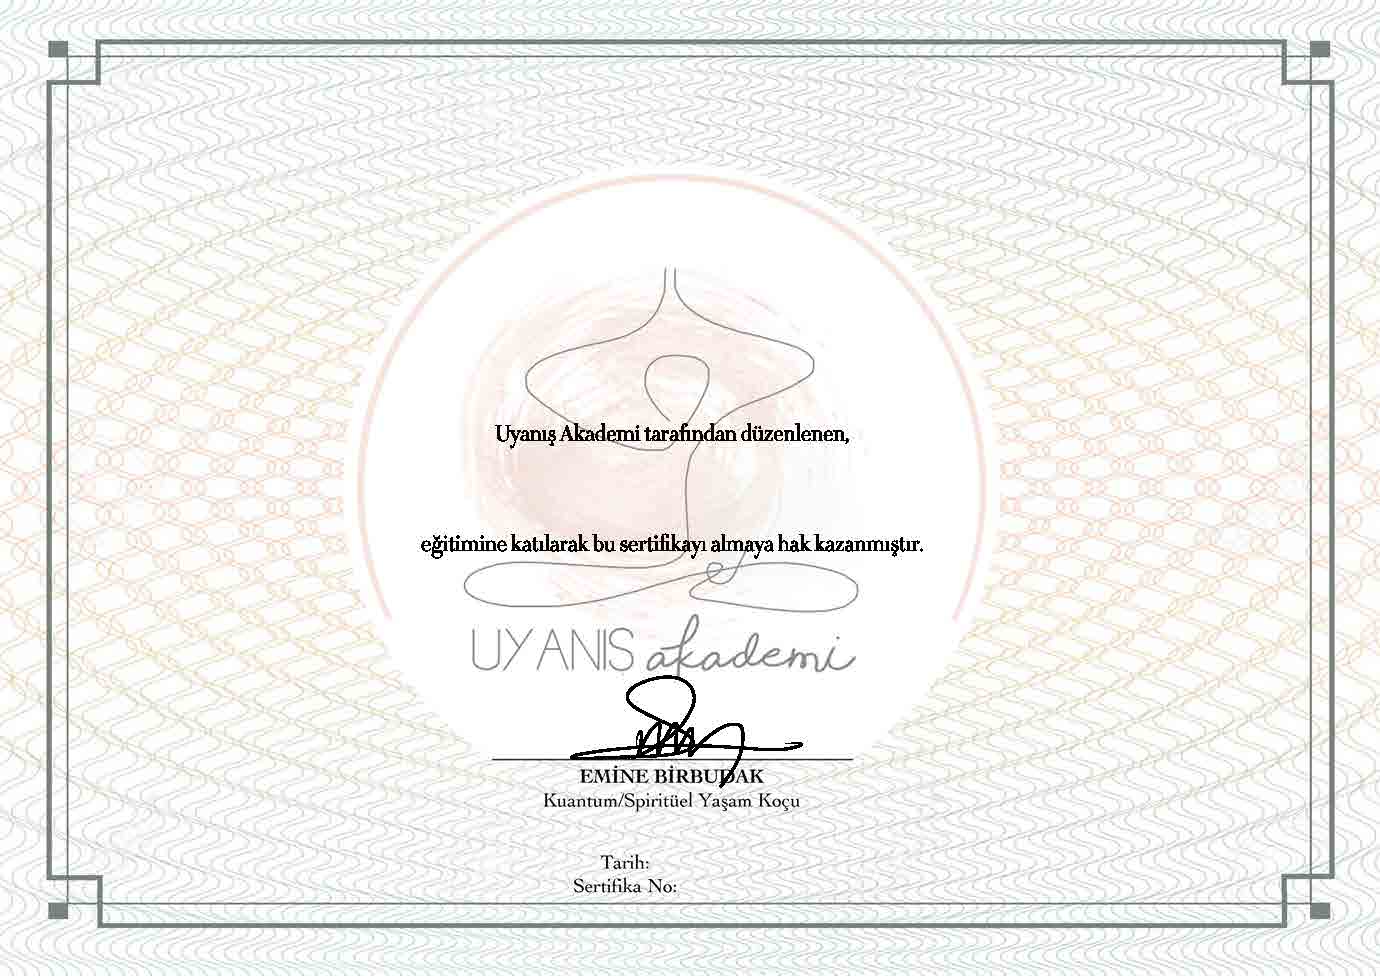 Uyanış Akademi tarafından düzenlenen,
eğitimine katılarak bu sertifikayı almaya hak kazanmıştır.
UYANIS akademi
EMİNE BİRBUDAK
Kuantum/Spiritüel Yaşam Koçu
Tarih:
Sertifika No: